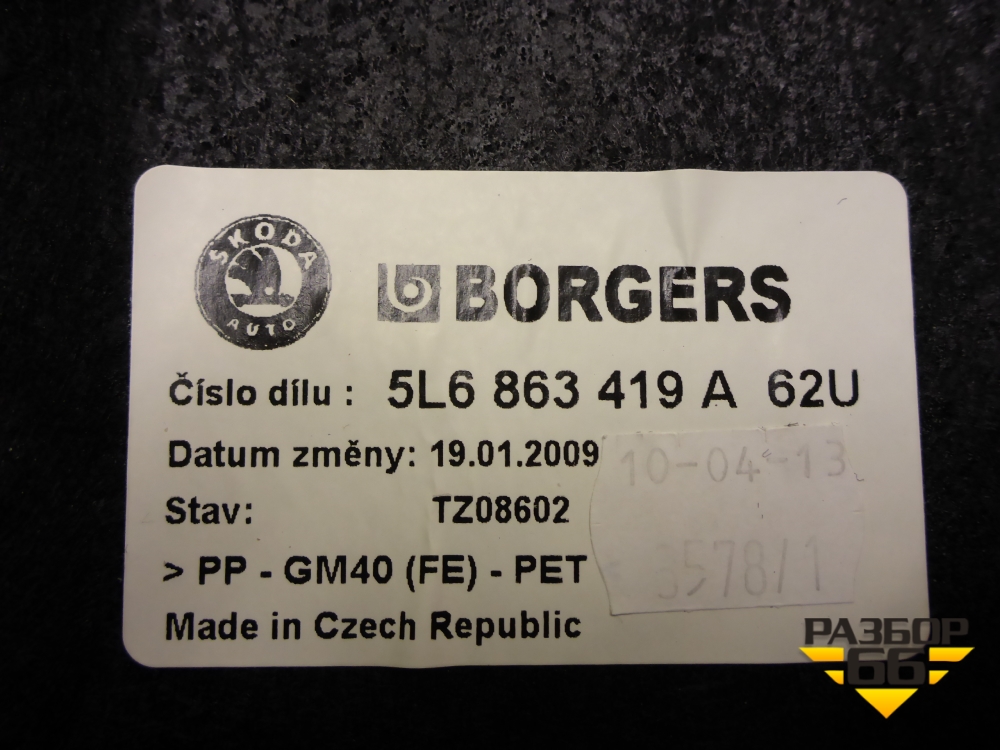 ŠKODA
AUTO
BORGERS
Číslo dílu : 5L6 863 419 A 62U
Datum změny: 19.01.2009
10-04-13
Stav: TZ08602
3578/1
> PP - GM40 (FE) - PET
Made in Czech Republic
РАЗБОР
66